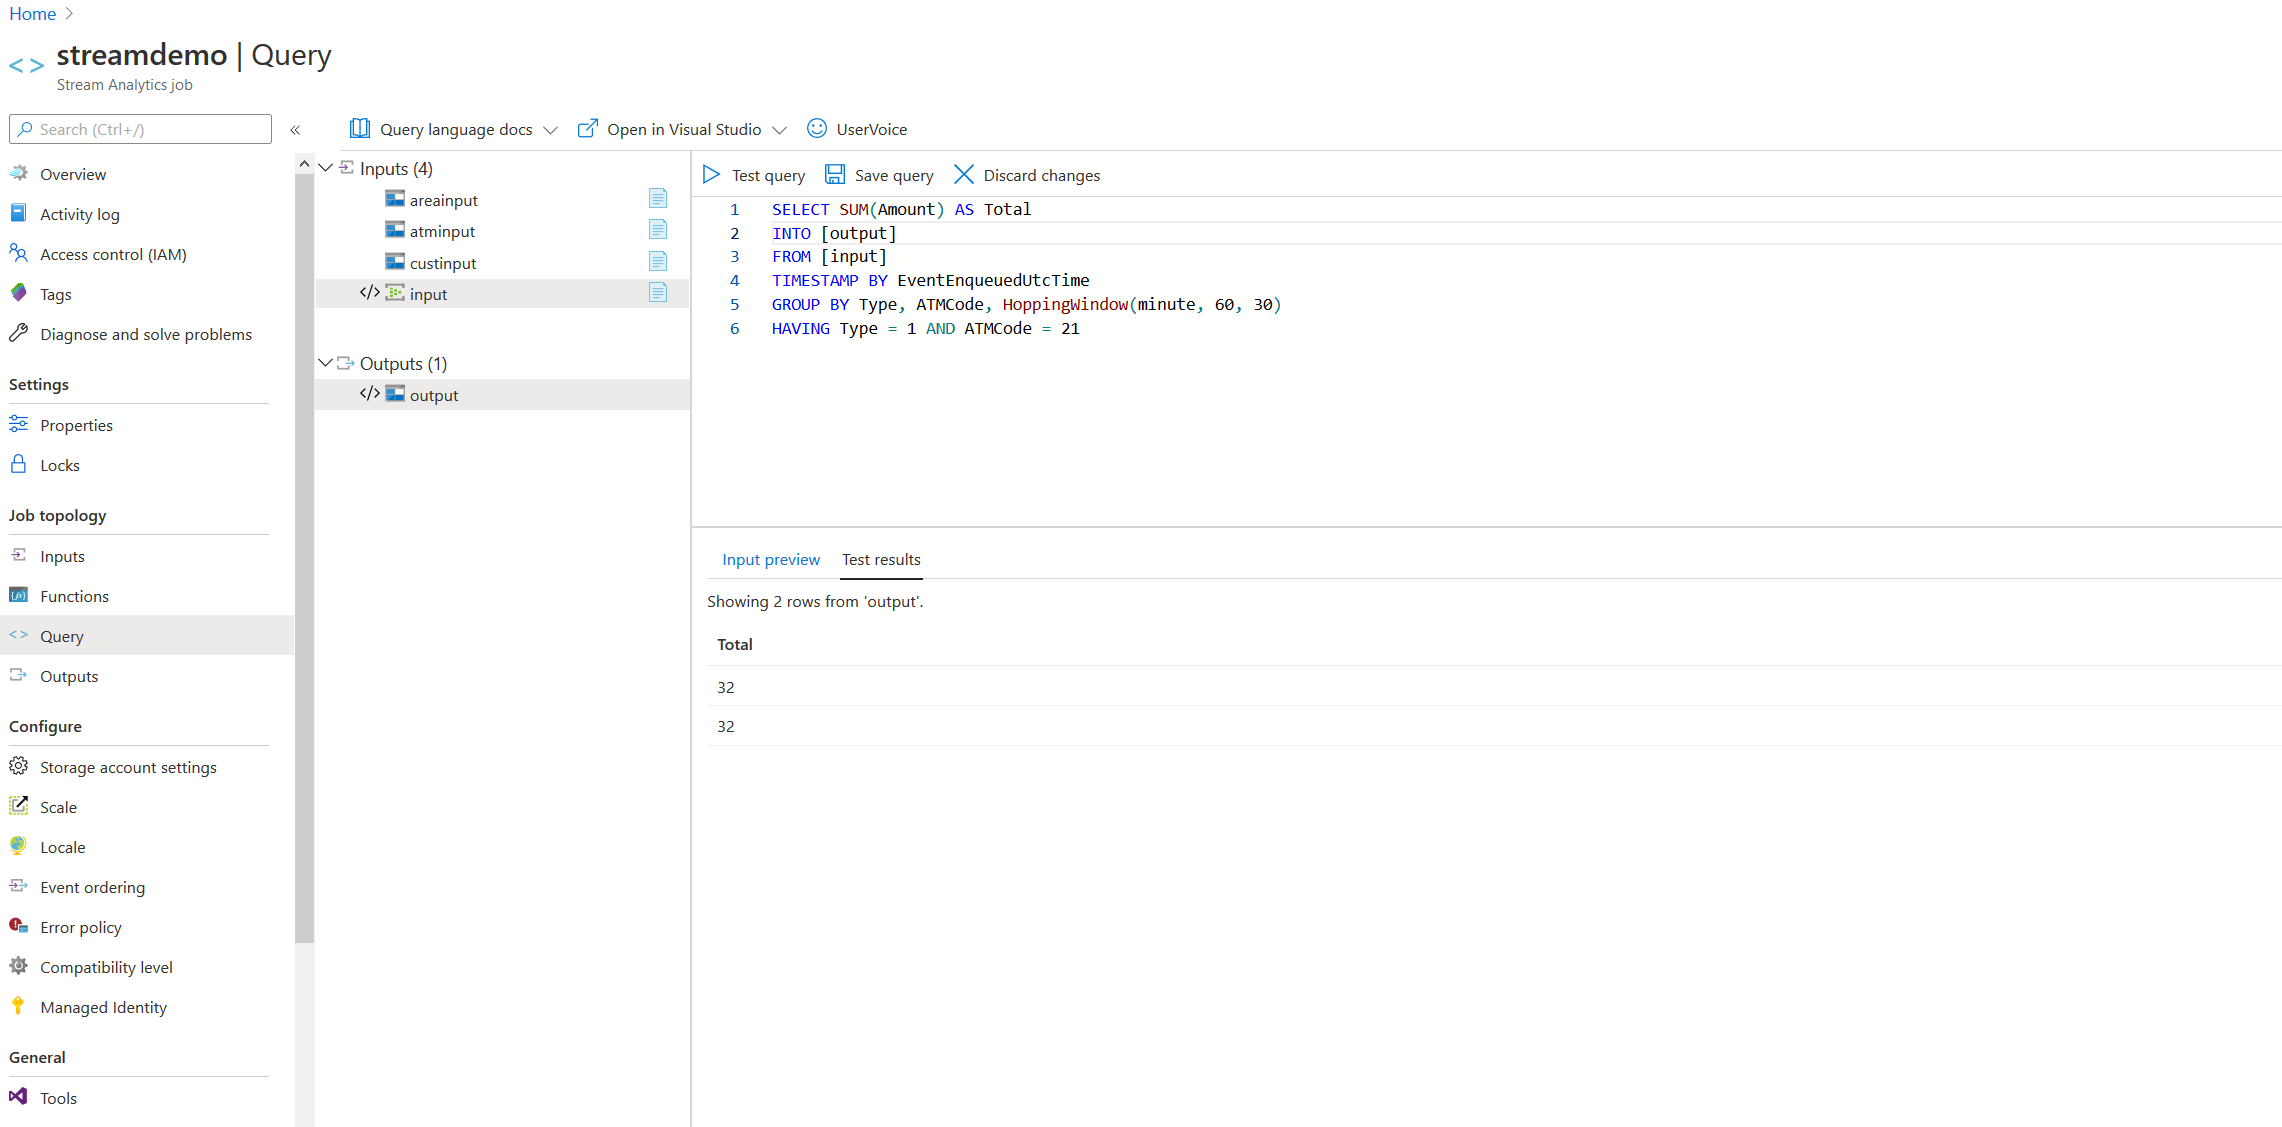 Home
streamdemo | Query
Stream Analytics job
Search (Ctrl+/)
«
Overview
Activity log
Access control (IAM)
Tags
Diagnose and solve problems
Settings
Properties
Locks
Job topology
Inputs
Functions
Query
Outputs
Configure
Storage account settings
Scale
Locale
Event ordering
Error policy
Compatibility level
Managed Identity
General
Tools
Query language docs
Open in Visual Studio
UserVoice
Inputs (4)
areainput
atminput
custinput
</> input
Outputs (1)
</> output
Test query
Save query
Discard changes
1 SELECT SUM(Amount) AS Total
2 INTO [output]
3 FROM [input]
4 TIMESTAMP BY EventEnqueuedUtcTime
5 GROUP BY Type, ATMCode, HoppingWindow(minute, 60, 30)
6 HAVING Type = 1 AND ATMCode = 21
Input preview
Test results
Showing 2 rows from 'output'.
Total
32
32